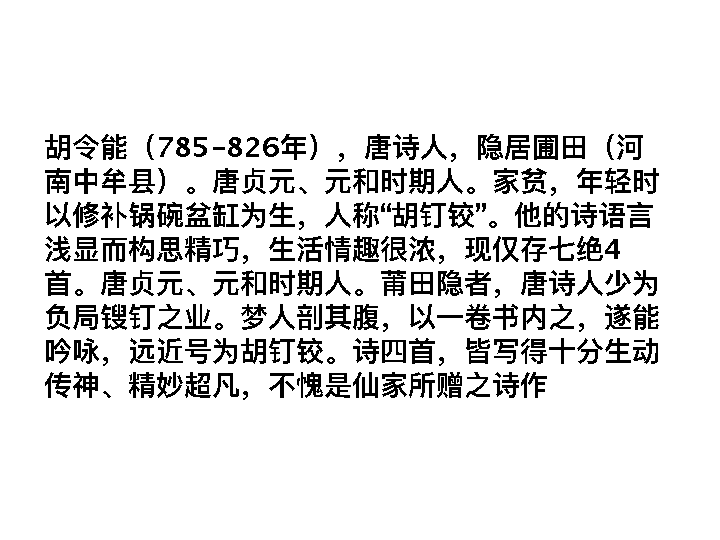 胡令能（785-826年），唐诗人，隐居圃田（河
南中牟县）。唐贞元、元和时期人。家贫，年轻时
以修补锅碗盆缸为生，人称“胡钉铰”。他的诗语言
浅显而构思精巧，生活情趣很浓，现仅存七绝4
首。唐贞元、元和时期人。莆田隐者，唐诗人少为
负局锼钉之业。梦人剖其腹，以一卷书内之，遂能
吟咏，远近号为胡钉铰。诗四首，皆写得十分生动
传神、精妙超凡，不愧是仙家所赠之诗作